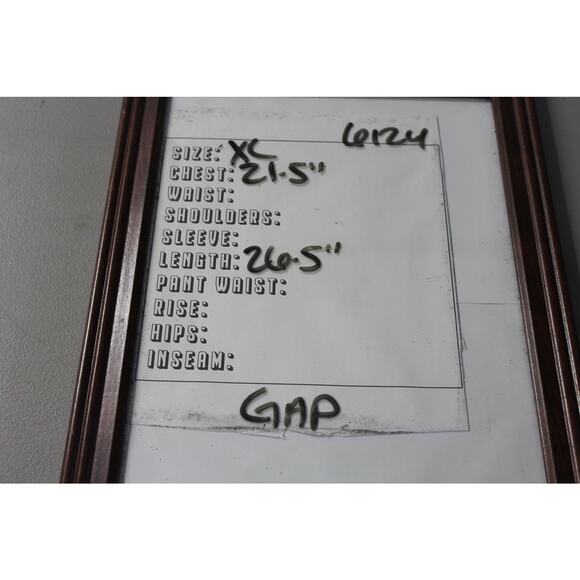 6124
SIZE: XL
CHEST: 21.5"
WAIST:
SHOULDERS:
SLEEVE:
LENGTH: 26.5"
PANT WAIST:
RISE:
HIPS:
INSEAM:
GAP